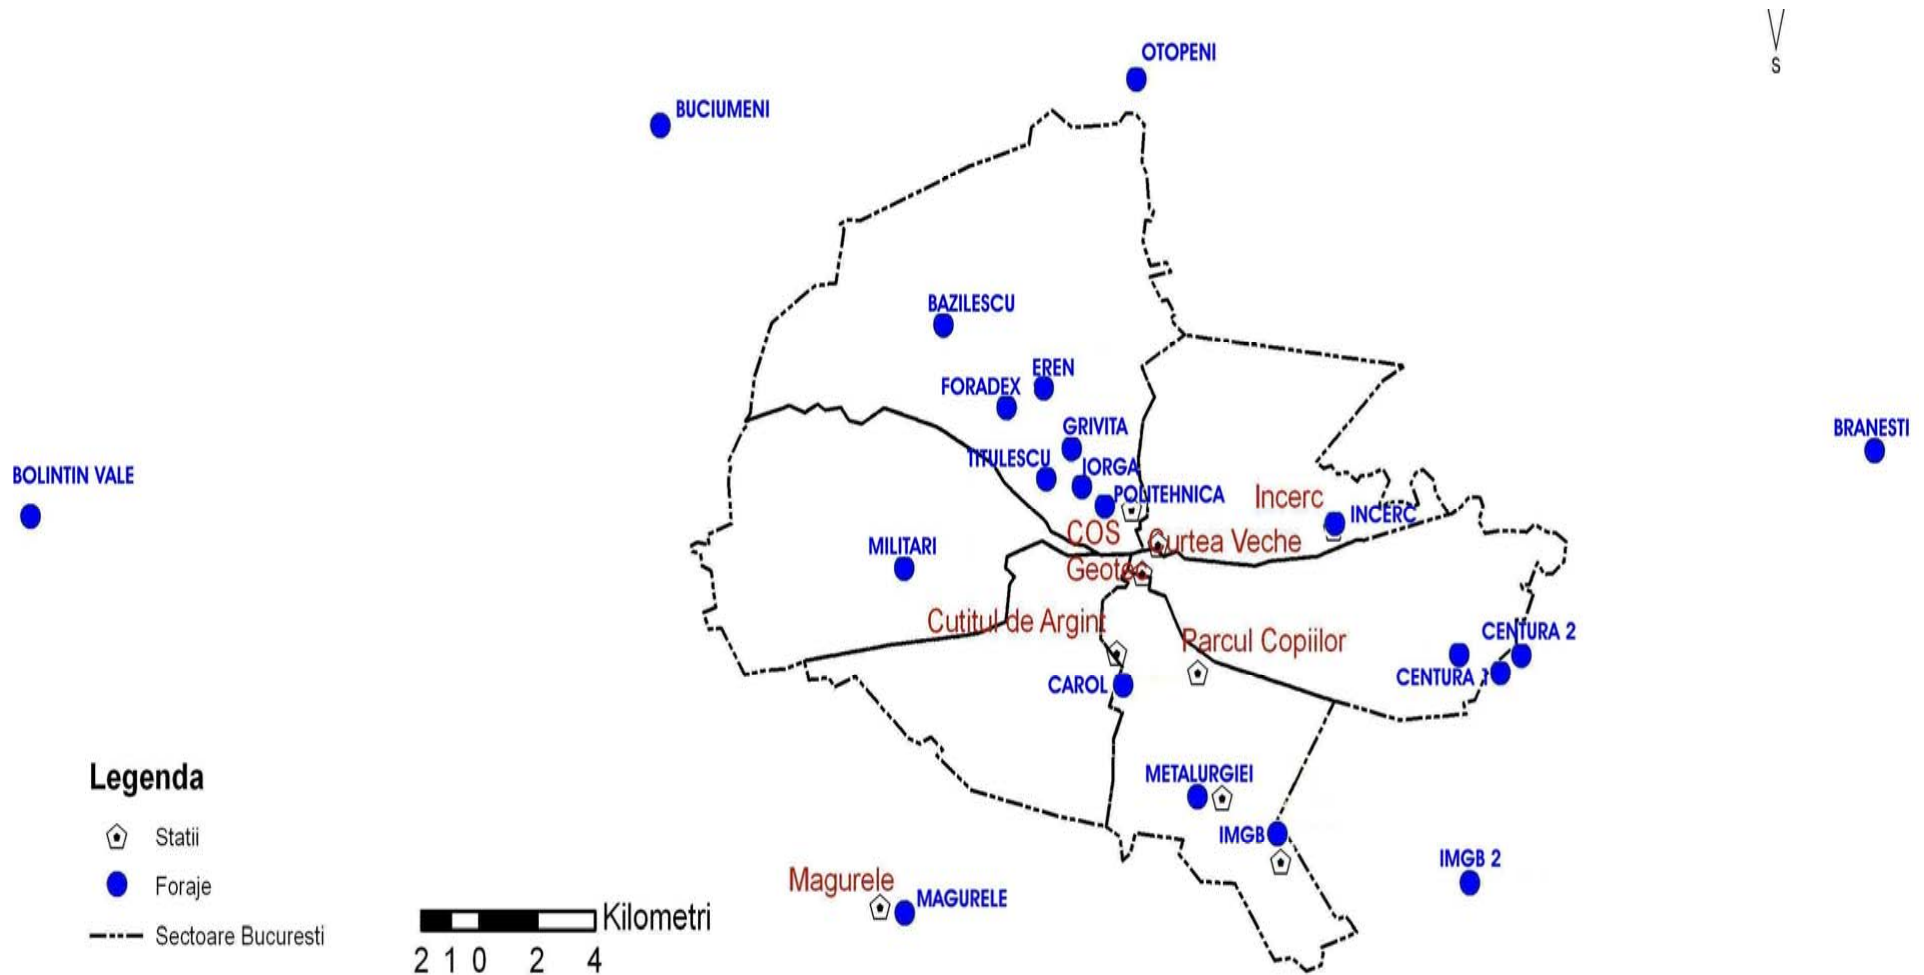 S
OTOPENI
BUCIUMENI
BAZILESCU
EREN
FORADEX
GRIVITA
BRANESTI
TITULESCU
IORGA
BOLINTIN VALE
POLITEHNICA
Incerc
INCERC
COS
Curtea Veche
MILITARI
Geotec
Cutitul de Argint
Parcul Copiilor
CENTURA 2
CENTURA 1
CAROL
METALURGIEI
IMGB
IMGB 2
Magurele
MAGURELE
Legenda
Statii
Foraje
Sectoare Bucuresti
Kilometri
2 1 0 2 4